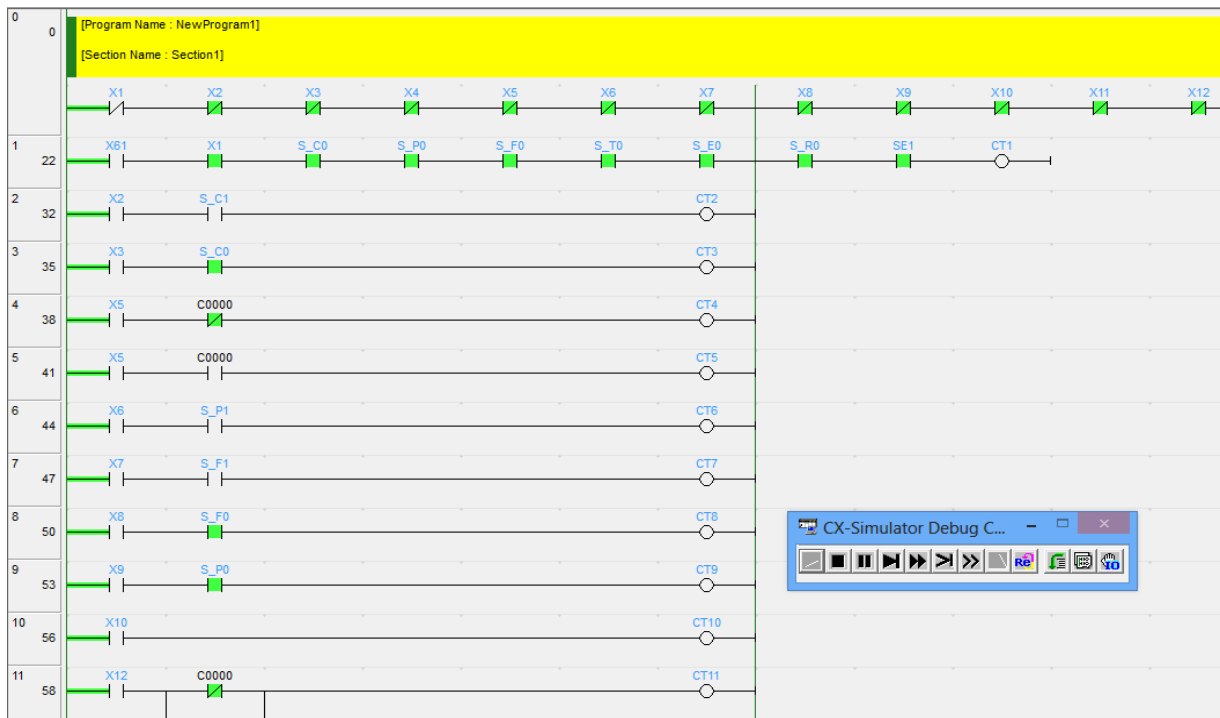 0
0
[Program Name : NewProgram1]
[Section Name : Section1]
X1 X2 X3 X4 X5 X6 X7 X8 X9 X10 X11 X12
1
X61 X1 S_C0 S_P0 S_F0 S_T0 S_E0 S_R0 SE1 CT1
22
2
X2 S_C1 CT2
32
3
X3 S_C0 CT3
35
4
X5 C0000 CT4
38
5
X5 C0000 CT5
41
6
X6 S_P1 CT6
44
7
X7 S_F1 CT7
47
8
X8 S_F0 CT8
50
CX-Simulator Debug C...
Re
IO
9
X9 S_P0 CT9
53
10
X10 CT10
56
11
X12 C0000 CT11
58